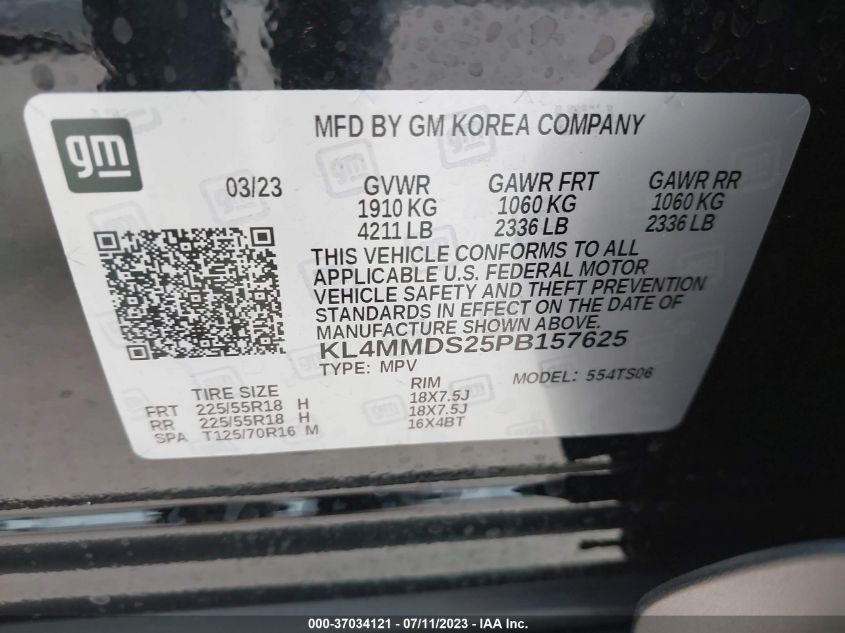 gm
MFD BY GM KOREA COMPANY
03/23 GVWR GAWR FRT GAWR RR
1910 KG 1060 KG 1060 KG
4211 LB 2336 LB 2336 LB
THIS VEHICLE CONFORMS TO ALL
APPLICABLE U.S. FEDERAL MOTOR
VEHICLE SAFETY AND THEFT PREVENTION
STANDARDS IN EFFECT ON THE DATE OF
MANUFACTURE SHOWN ABOVE.
KL4MMDS25PB157625
TYPE: MPV MODEL: 554TS06
TIRE SIZE RIM
FRT 225/55R18 H 18X7.5J
RR 225/55R18 H 18X7.5J
SPA T125/70R16 M 16X4BT
000-37034121 - 07/11/2023 - IAAI, Inc.